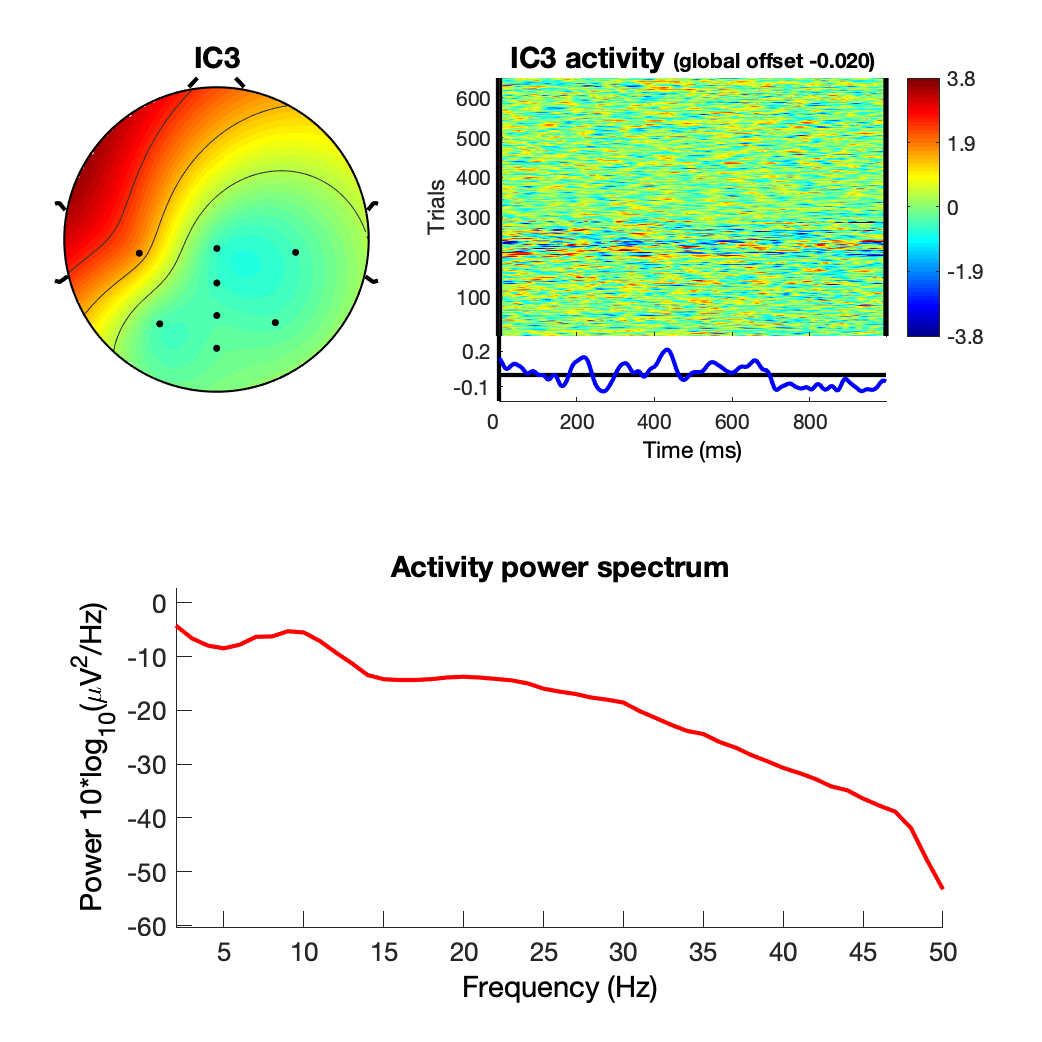 IC3
IC3 activity (global offset -0.020)
Trials
600
500
400
300
200
100
3.8
1.9
0
-1.9
-3.8
0.2
-0.1
0 200 400 600 800
Time (ms)
Activity power spectrum
Power 10*log10(μV2/Hz)
0
-10
-20
-30
-40
-50
-60
5 10 15 20 25 30 35 40 45 50
Frequency (Hz)